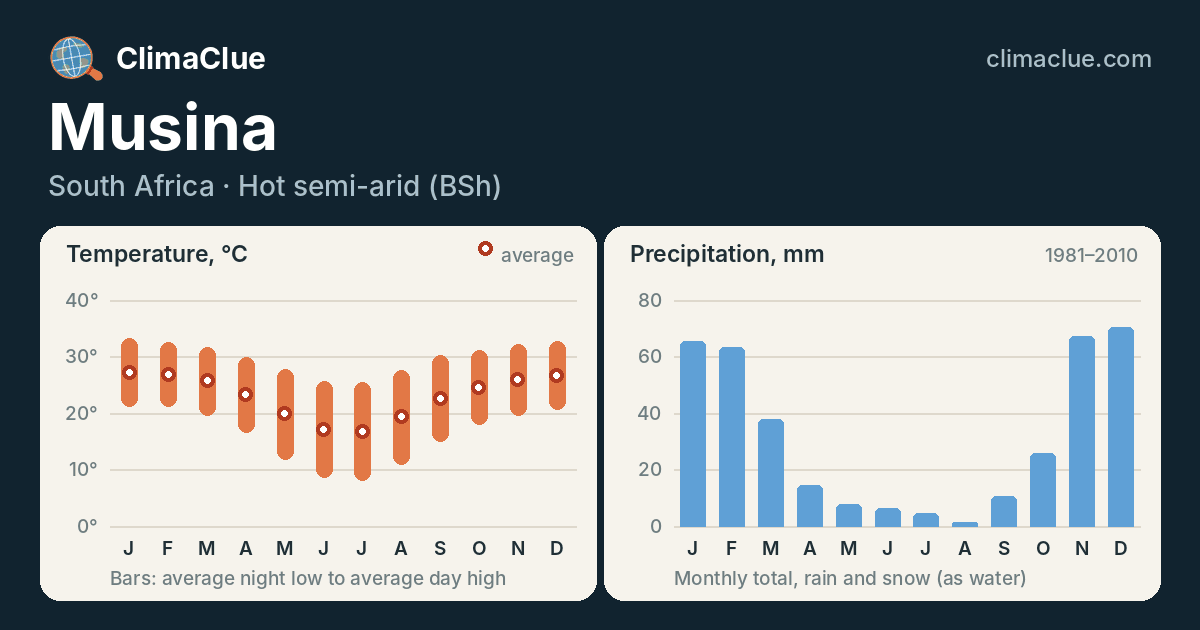 ClimaClue
climaclue.com
Musina
South Africa · Hot semi-arid (BSh)
Temperature, °C
average
40°
30°
20°
10°
0°
J F M A M J J A S O N D
Bars: average night low to average day high
Precipitation, mm
1981–2010
80
60
40
20
0
J F M A M J J A S O N D
Monthly total, rain and snow (as water)